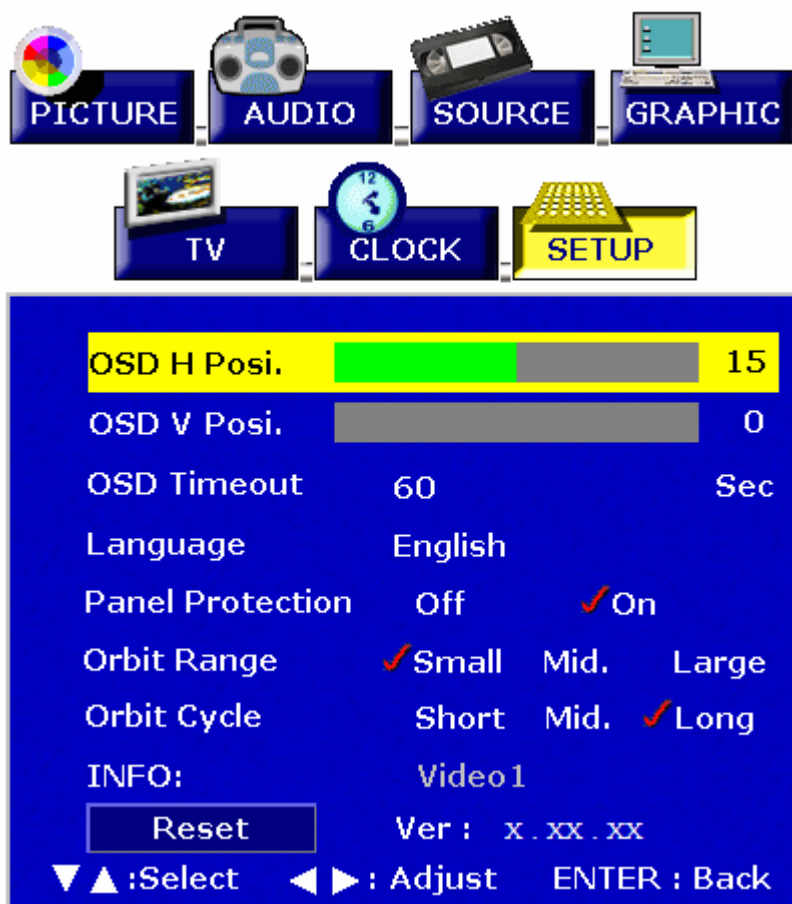 PICTURE AUDIO SOURCE GRAPHIC
12
6
TV CLOCK SETUP
OSD H Posi. 15
OSD V Posi. 0
OSD Timeout 60 Sec
Language English
Panel Protection Off ✓On
Orbit Range ✓Small Mid. Large
Orbit Cycle Short Mid. ✓Long
INFO: Video1
Reset Ver : x . xx . xx
▼▲ :Select ◀ ▶ : Adjust ENTER : Back